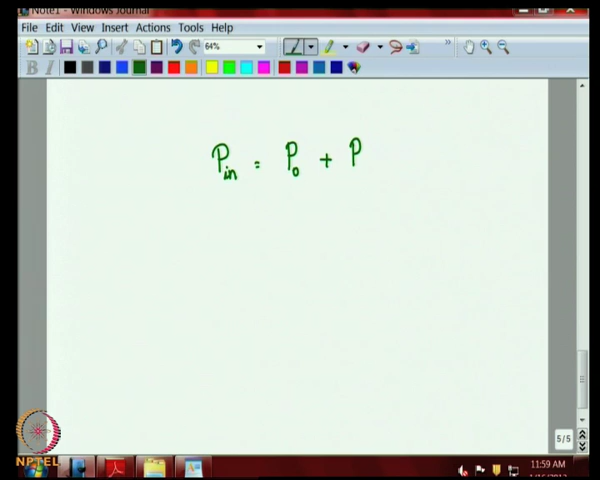 Note1 - Windows Journal
File Edit View Insert Actions Tools Help
64%
B I
P_in = P_0 + P
5/5
NPTEL
11:59 AM